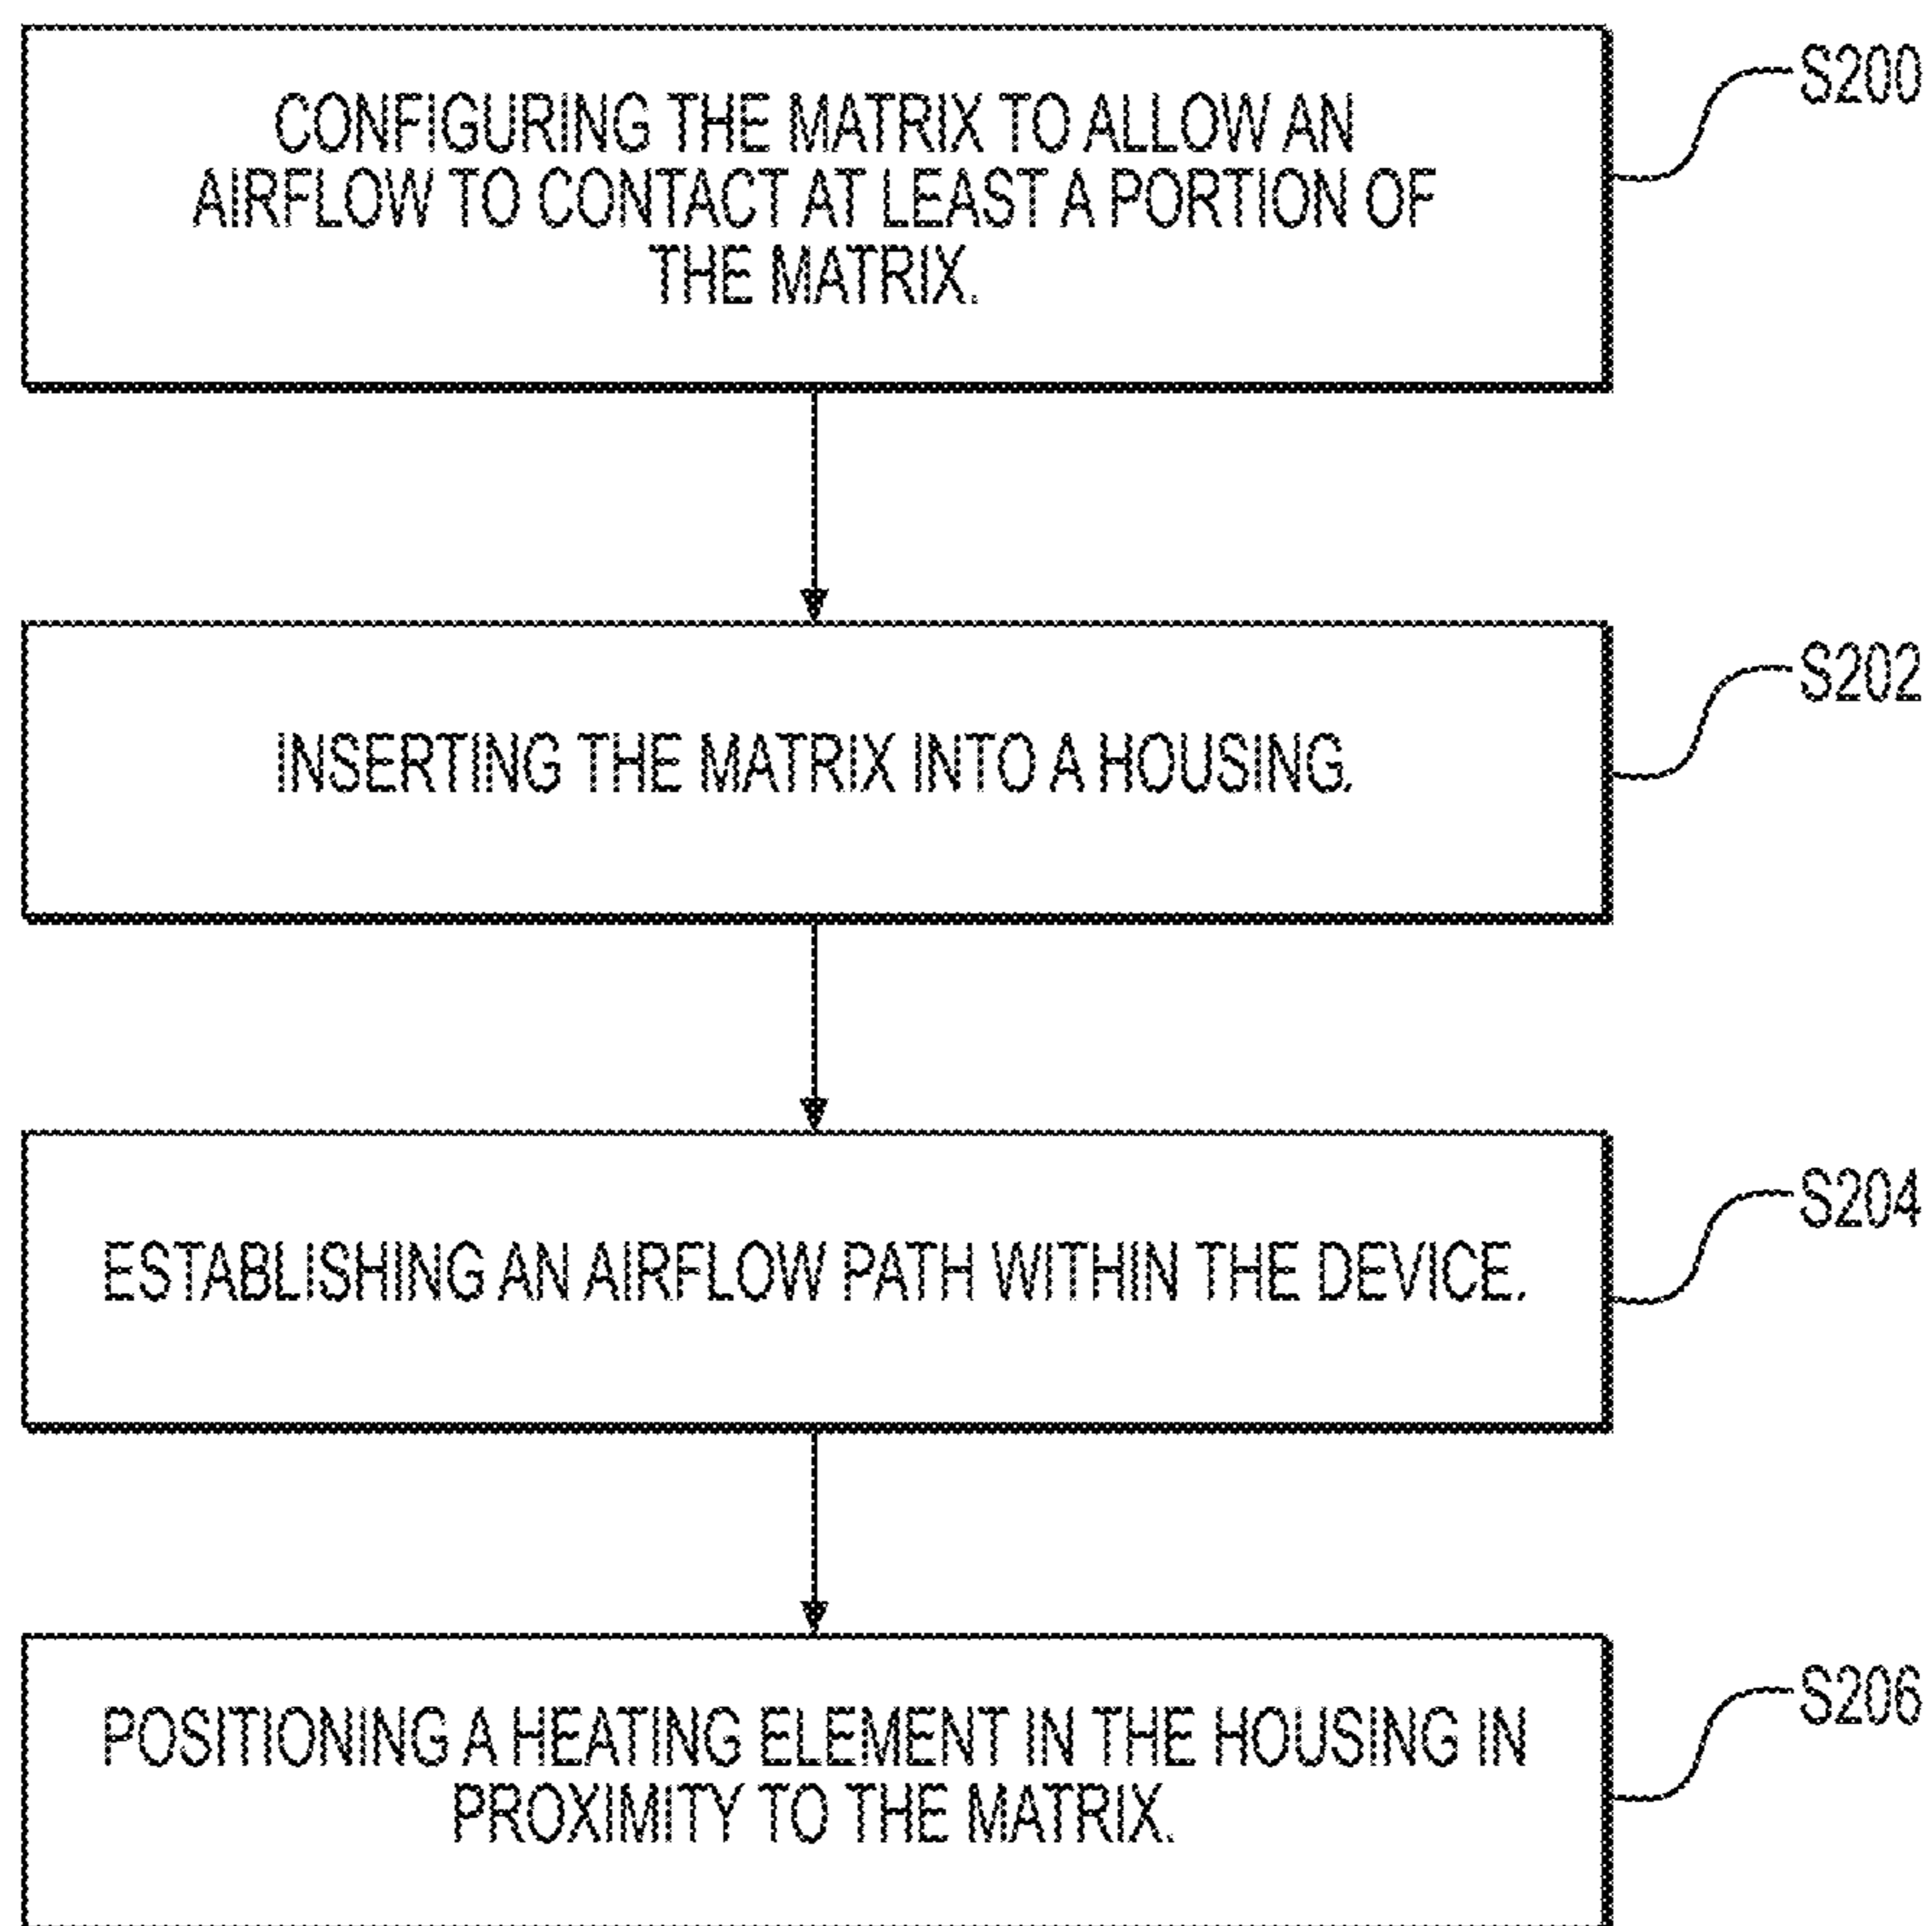 CONFIGURING THE MATRIX TO ALLOW AN
AIRFLOW TO CONTACT AT LEAST A PORTION OF
THE MATRIX.
S200
INSERTING THE MATRIX INTO A HOUSING.
S202
ESTABLISHING AN AIRFLOW PATH WITHIN THE DEVICE.
S204
POSITIONING A HEATING ELEMENT IN THE HOUSING IN
PROXIMITY TO THE MATRIX.
S206